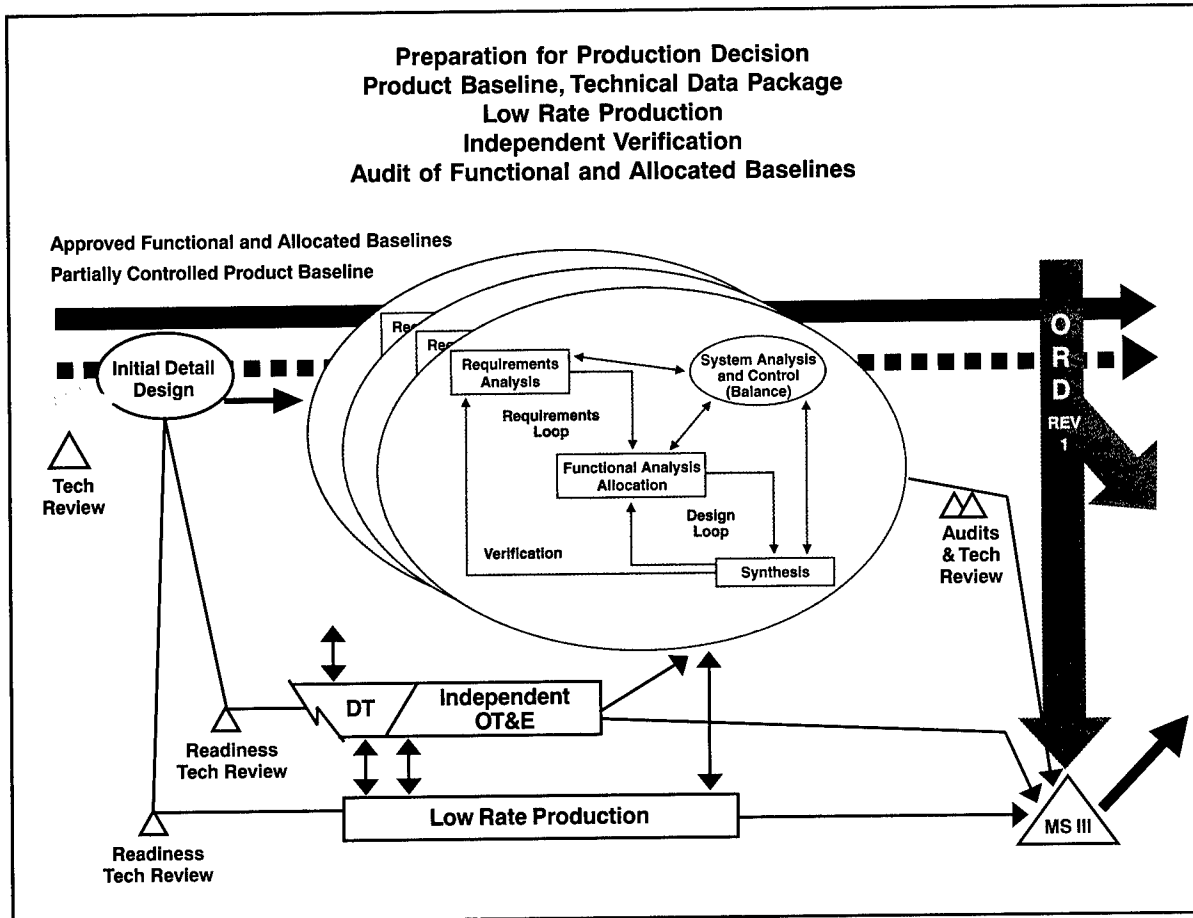 Preparation for Production Decision
Product Baseline, Technical Data Package
Low Rate Production
Independent Verification
Audit of Functional and Allocated Baselines
Approved Functional and Allocated Baselines
Partially Controlled Product Baseline
Initial Detail
Design
Tech
Review
Rec
Rec
Requirements
Analysis
System Analysis
and Control
(Balance)
Requirements
Loop
Functional Analysis
Allocation
Design
Loop
Verification
Synthesis
O
R
D
REV
1
Audits
& Tech
Review
DT
Independent
OT&E
Readiness
Tech Review
Low Rate Production
Readiness
Tech Review
MS III